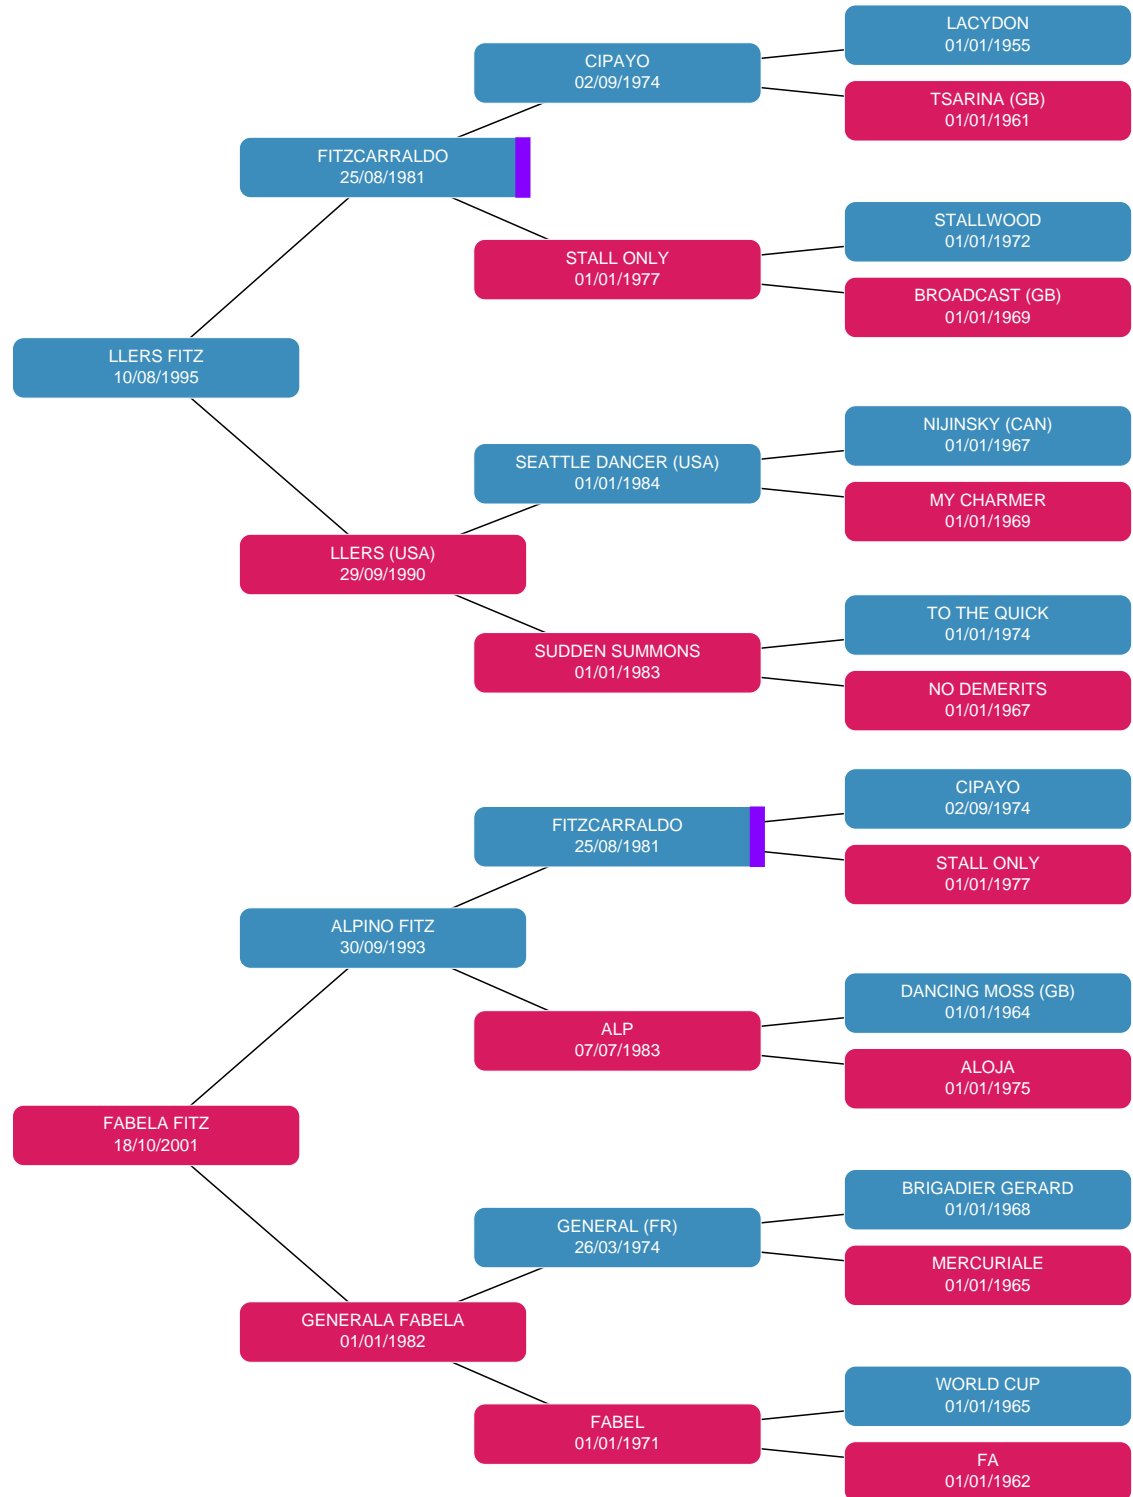 LACYDON
01/01/1955
CIPAYO
02/09/1974
TSARINA (GB)
01/01/1961
FITZCARRALDO
25/08/1981
STALLWOOD
01/01/1972
STALL ONLY
01/01/1977
BROADCAST (GB)
01/01/1969
LLERS FITZ
10/08/1995
NIJINSKY (CAN)
01/01/1967
SEATTLE DANCER (USA)
01/01/1984
MY CHARMER
01/01/1969
LLERS (USA)
29/09/1990
TO THE QUICK
01/01/1974
SUDDEN SUMMONS
01/01/1983
NO DEMERITS
01/01/1967
CIPAYO
02/09/1974
FITZCARRALDO
25/08/1981
STALL ONLY
01/01/1977
ALPINO FITZ
30/09/1993
DANCING MOSS (GB)
01/01/1964
ALP
07/07/1983
ALOJA
01/01/1975
FABELA FITZ
18/10/2001
BRIGADIER GERARD
01/01/1968
GENERAL (FR)
26/03/1974
MERCURIALE
01/01/1965
GENERALA FABELA
01/01/1982
WORLD CUP
01/01/1965
FABEL
01/01/1971
FA
01/01/1962